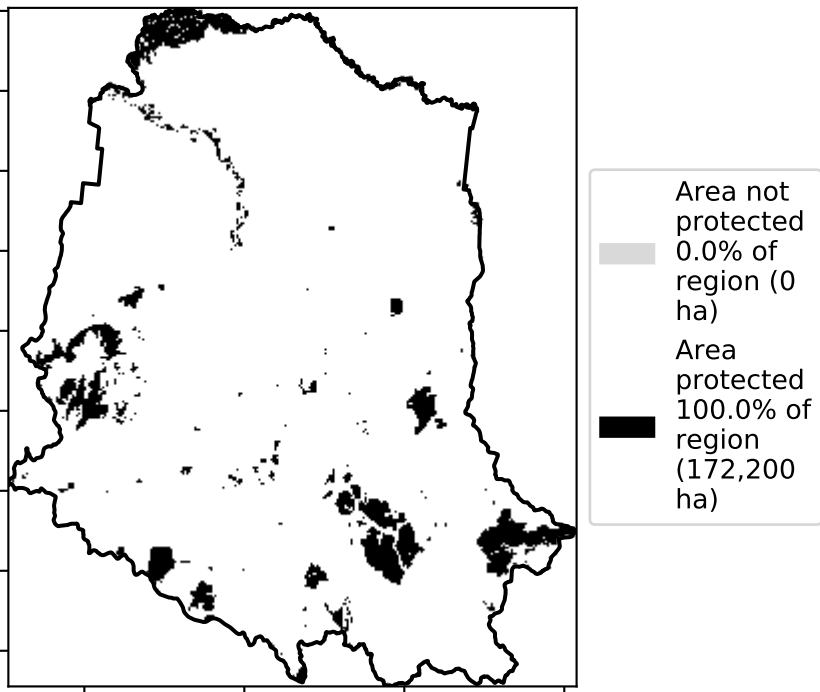 Area not
protected
0.0% of
region (0
ha)
Area
protected
100.0% of
region
(172,200
ha)